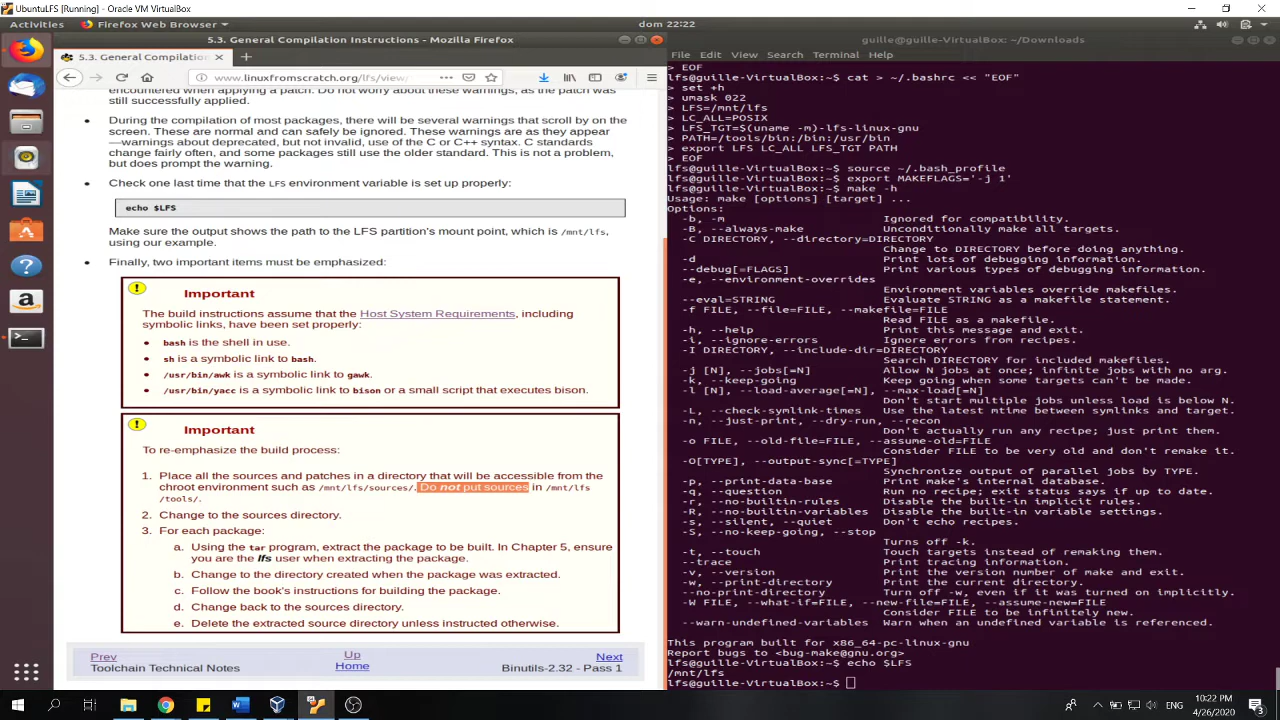 UbuntuLFS [Running] - Oracle VM VirtualBox
Activities
Firefox Web Browser
dom 22:22
5.3. General Compilation Instructions - Mozilla Firefox
5.3. General Compilation
www.linuxfromscratch.org/lfs/view/
encountered when applying a patch. Do not worry about these warnings, as the patch was
still successfully applied.
During the compilation of most packages, there will be several warnings that scroll by on the
screen. These are normal and can safely be ignored. These warnings are as they appear
—warnings about deprecated, but not invalid, use of the C or C++ syntax. C standards
change fairly often, and some packages still use the older standard. This is not a problem,
but does prompt the warning.
Check one last time that the LFS environment variable is set up properly:
echo $LFS
Make sure the output shows the path to the LFS partition's mount point, which is /mnt/lfs,
using our example.
Finally, two important items must be emphasized:
Important
The build instructions assume that the Host System Requirements, including
symbolic links, have been set properly:
bash is the shell in use.
sh is a symbolic link to bash.
/usr/bin/awk is a symbolic link to gawk.
/usr/bin/yacc is a symbolic link to bison or a small script that executes bison.
Important
To re-emphasize the build process:
1. Place all the sources and patches in a directory that will be accessible from the
chroot environment such as /mnt/lfs/sources/. Do not put sources in /mnt/lfs
/tools/.
2. Change to the sources directory.
3. For each package:
a. Using the tar program, extract the package to be built. In Chapter 5, ensure
you are the lfs user when extracting the package.
b. Change to the directory created when the package was extracted.
c. Follow the book's instructions for building the package.
d. Change back to the sources directory.
e. Delete the extracted source directory unless instructed otherwise.
Prev
Toolchain Technical Notes
Up
Home
Next
Binutils-2.32 - Pass 1
guille@guille-VirtualBox: ~/Downloads
File Edit View Search Terminal Help
> EOF
lfs@guille-VirtualBox:~$ cat > ~/.bashrc << "EOF"
> set +h
> umask 022
> LFS=/mnt/lfs
> LC_ALL=POSIX
> LFS_TGT=$(uname -m)-lfs-linux-gnu
> PATH=/tools/bin:/bin:/usr/bin
> export LFS LC_ALL LFS_TGT PATH
> EOF
lfs@guille-VirtualBox:~$ source ~/.bash_profile
lfs@guille-VirtualBox:~$ export MAKEFLAGS='-j 1'
lfs@guille-VirtualBox:~$ make -h
Usage: make [options] [target] ...
Options:
-b, -m Ignored for compatibility.
-B, --always-make Unconditionally make all targets.
-C DIRECTORY, --directory=DIRECTORY
Change to DIRECTORY before doing anything.
-d Print lots of debugging information.
--debug[=FLAGS] Print various types of debugging information.
-e, --environment-overrides
Environment variables override makefiles.
--eval=STRING Evaluate STRING as a makefile statement.
-f FILE, --file=FILE, --makefile=FILE
Read FILE as a makefile.
-h, --help Print this message and exit.
-i, --ignore-errors Ignore errors from recipes.
-I DIRECTORY, --include-dir=DIRECTORY
Search DIRECTORY for included makefiles.
-j [N], --jobs[=N] Allow N jobs at once; infinite jobs with no arg.
-k, --keep-going Keep going when some targets can't be made.
-l [N], --load-average[=N], --max-load[=N]
Don't start multiple jobs unless load is below N.
-L, --check-symlink-times Use the latest mtime between symlinks and target.
-n, --just-print, --dry-run, --recon
Don't actually run any recipe; just print them.
-o FILE, --old-file=FILE, --assume-old=FILE
Consider FILE to be very old and don't remake it.
-O[TYPE], --output-sync[=TYPE]
Synchronize output of parallel jobs by TYPE.
-p, --print-data-base Print make's internal database.
-q, --question Run no recipe; exit status says if up to date.
-r, --no-builtin-rules Disable the built-in implicit rules.
-R, --no-builtin-variables Disable the built-in variable settings.
-s, --silent, --quiet Don't echo recipes.
-S, --no-keep-going, --stop
Turns off -k.
-t, --touch Touch targets instead of remaking them.
--trace Print tracing information.
-v, --version Print the version number of make and exit.
-w, --print-directory Print the current directory.
--no-print-directory Turn off -w, even if it was turned on implicitly.
-W FILE, --what-if=FILE, --new-file=FILE, --assume-new=FILE
Consider FILE to be infinitely new.
--warn-undefined-variables Warn when an undefined variable is referenced.
This program built for x86_64-pc-linux-gnu
Report bugs to <bug-make@gnu.org>
lfs@guille-VirtualBox:~$ echo $LFS
/mnt/lfs
lfs@guille-VirtualBox:~$
10:22 PM
4/26/2020
3